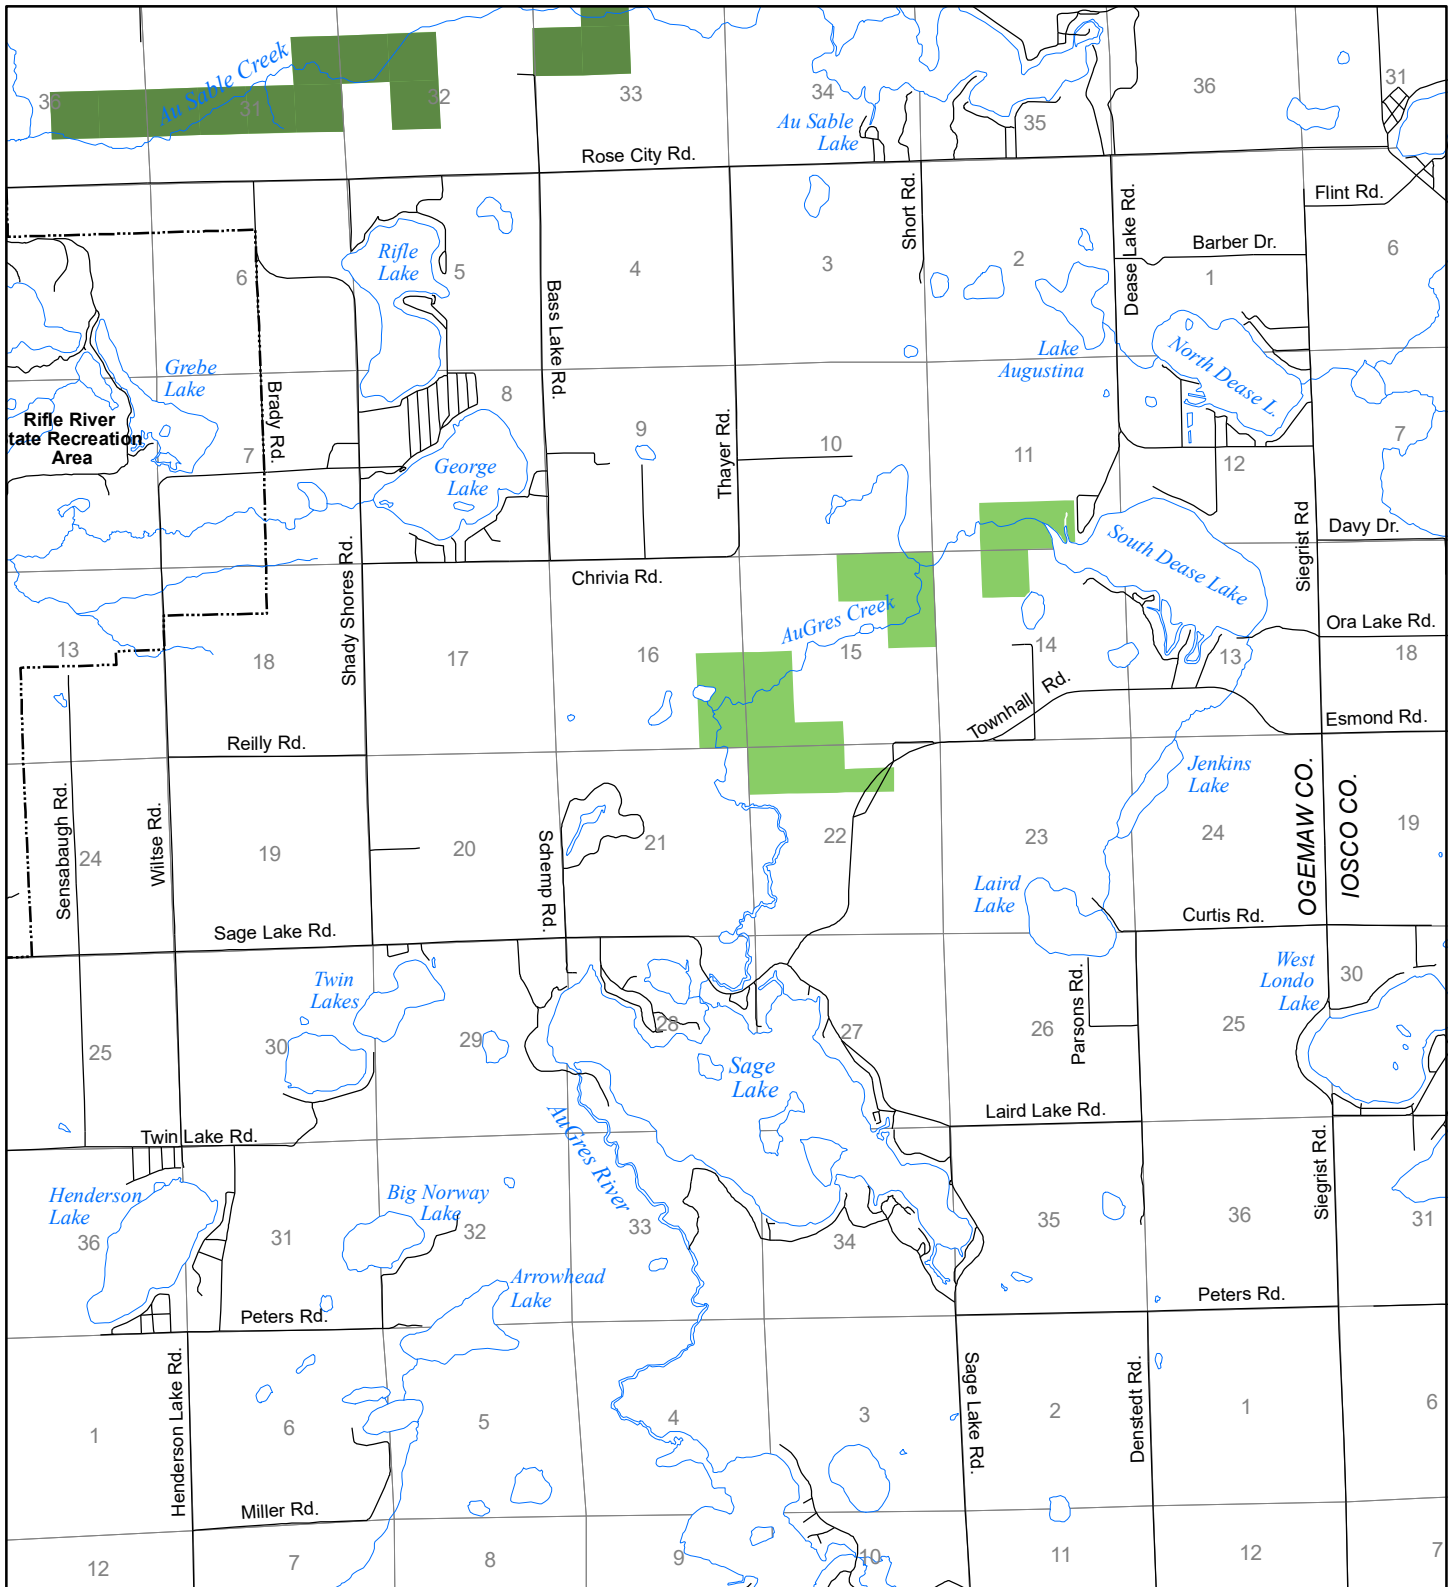 36
31
32
33
34
35
36
31
Au Sable Creek
Au Sable
Lake
Rose City Rd.
Short Rd.
Dease Lake Rd.
Flint Rd.
Barber Dr.
6
Rifle
Lake
5
4
3
2
1
6
Bass Lake Rd.
Grebe
Lake
Lake
Augustina
North Dease L.
Brady Rd.
Rifle River
tate Recreation
Area
7
8
9
10
11
12
7
Thayer Rd.
George
Lake
Shady Shores Rd.
Siegrist Rd
Davy Dr.
South Dease Lake
Chrivia Rd.
AuGres Creek
Ora Lake Rd.
13
18
17
16
15
14
13
18
Townhall Rd.
Esmond Rd.
Reilly Rd.
Jenkins
Lake
OGEMAW CO.
IOSCO CO.
Sensabaugh Rd.
Wiltse Rd.
Schemp Rd.
24
19
20
21
22
23
24
19
Laird
Lake
Curtis Rd.
Sage Lake Rd.
Twin
Lakes
West
Londo
Lake
30
25
30
29
28
27
26
25
Parsons Rd.
Sage
Lake
Laird Lake Rd.
AuGres River
Twin Lake Rd.
Siegrist Rd.
Henderson
Lake
Big Norway
Lake
36
31
32
33
34
35
36
31
Arrowhead
Lake
Peters Rd.
Peters Rd.
Henderson Lake Rd.
Sage Lake Rd.
Denstedt Rd.
1
6
5
4
3
2
1
6
Miller Rd.
12
7
8
9
10
11
12
7